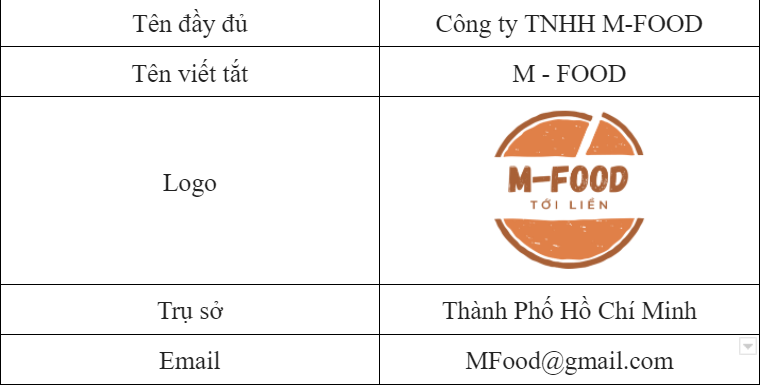 Tên đầy đủ Công ty TNHH M-FOOD
Tên viết tắt M - FOOD
Logo
M-FOOD
TỚI LIỀN
Trụ sở Thành Phố Hồ Chí Minh
Email MFood@gmail.com